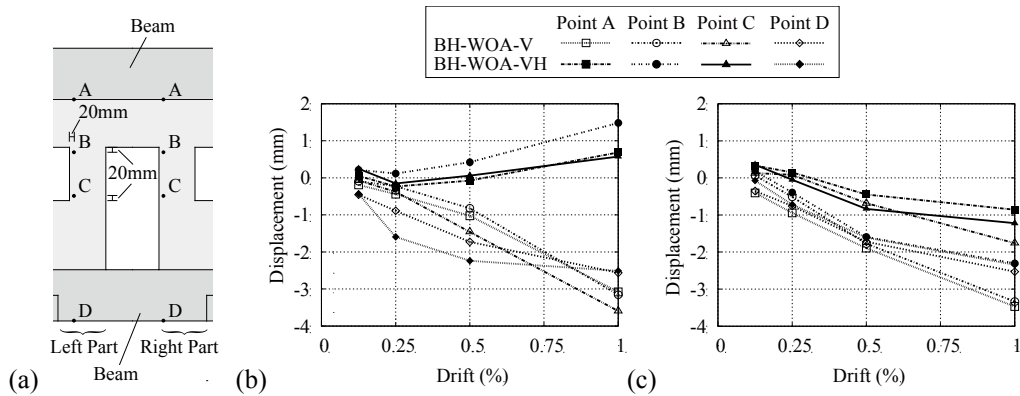 Beam
A A
20mm
B B
20mm
C C
D D
Left Part Right Part
Beam
(a)
Point A Point B Point C Point D
BH-WOA-V
BH-WOA-VH
2
1
0
-1
-2
-3
-4
Displacement (mm)
0 0.25 0.5 0.75 1
Drift (%)
(b)
2
1
0
-1
-2
-3
-4
Displacement (mm)
0 0.25 0.5 0.75 1
Drift (%)
(c)